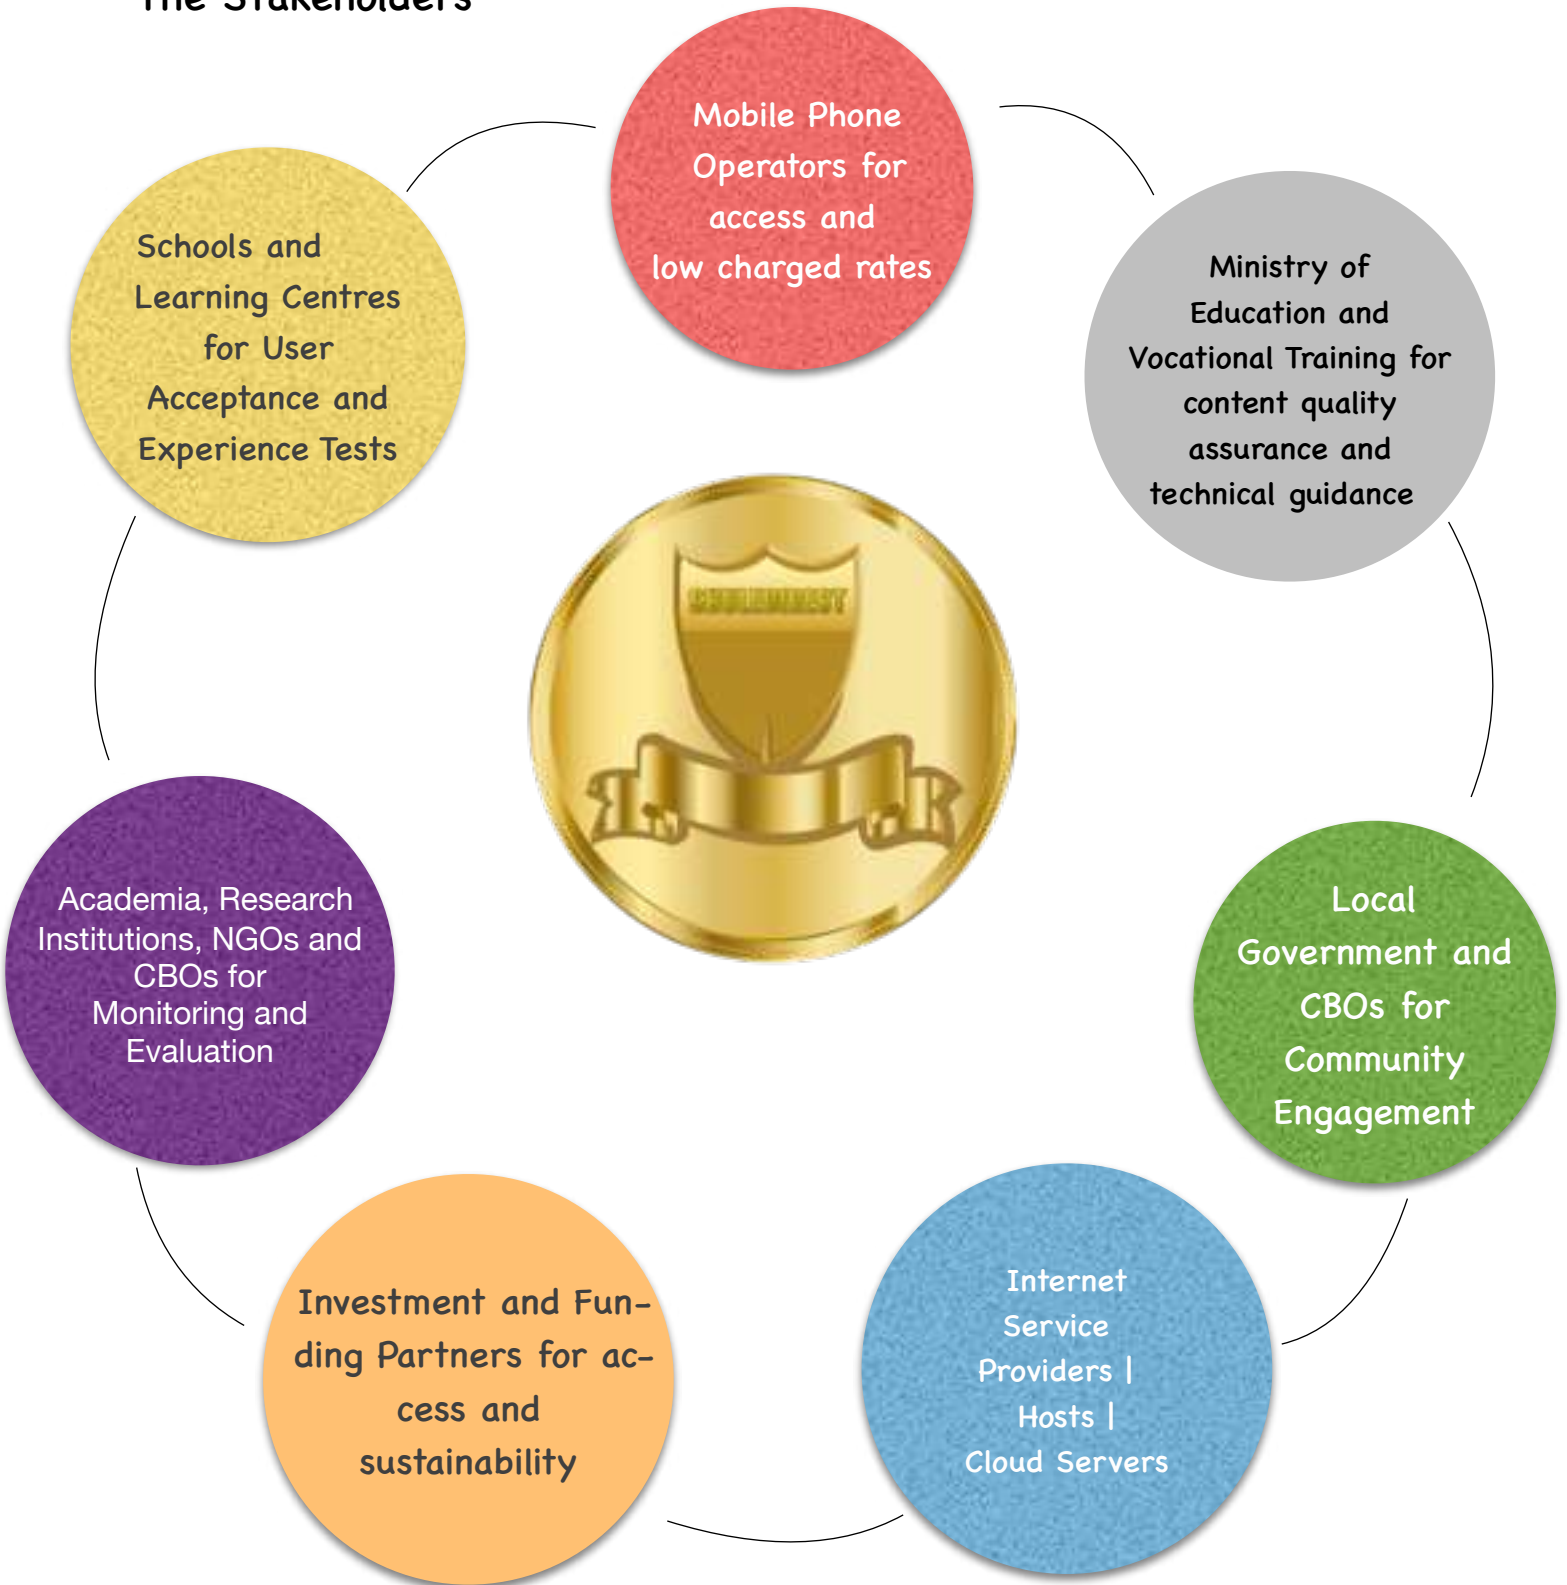 The Stakeholders
Mobile Phone
Operators for
access and
low charged rates
Ministry of
Education and
Vocational Training for
content quality
assurance and
technical guidance
Local
Government and
CBOs for
Community
Engagement
Internet
Service
Providers |
Hosts |
Cloud Servers
Investment and Fun-
ding Partners for ac-
cess and
sustainability
Academia, Research
Institutions, NGOs and
CBOs for
Monitoring and
Evaluation
Schools and
Learning Centres
for User
Acceptance and
Experience Tests